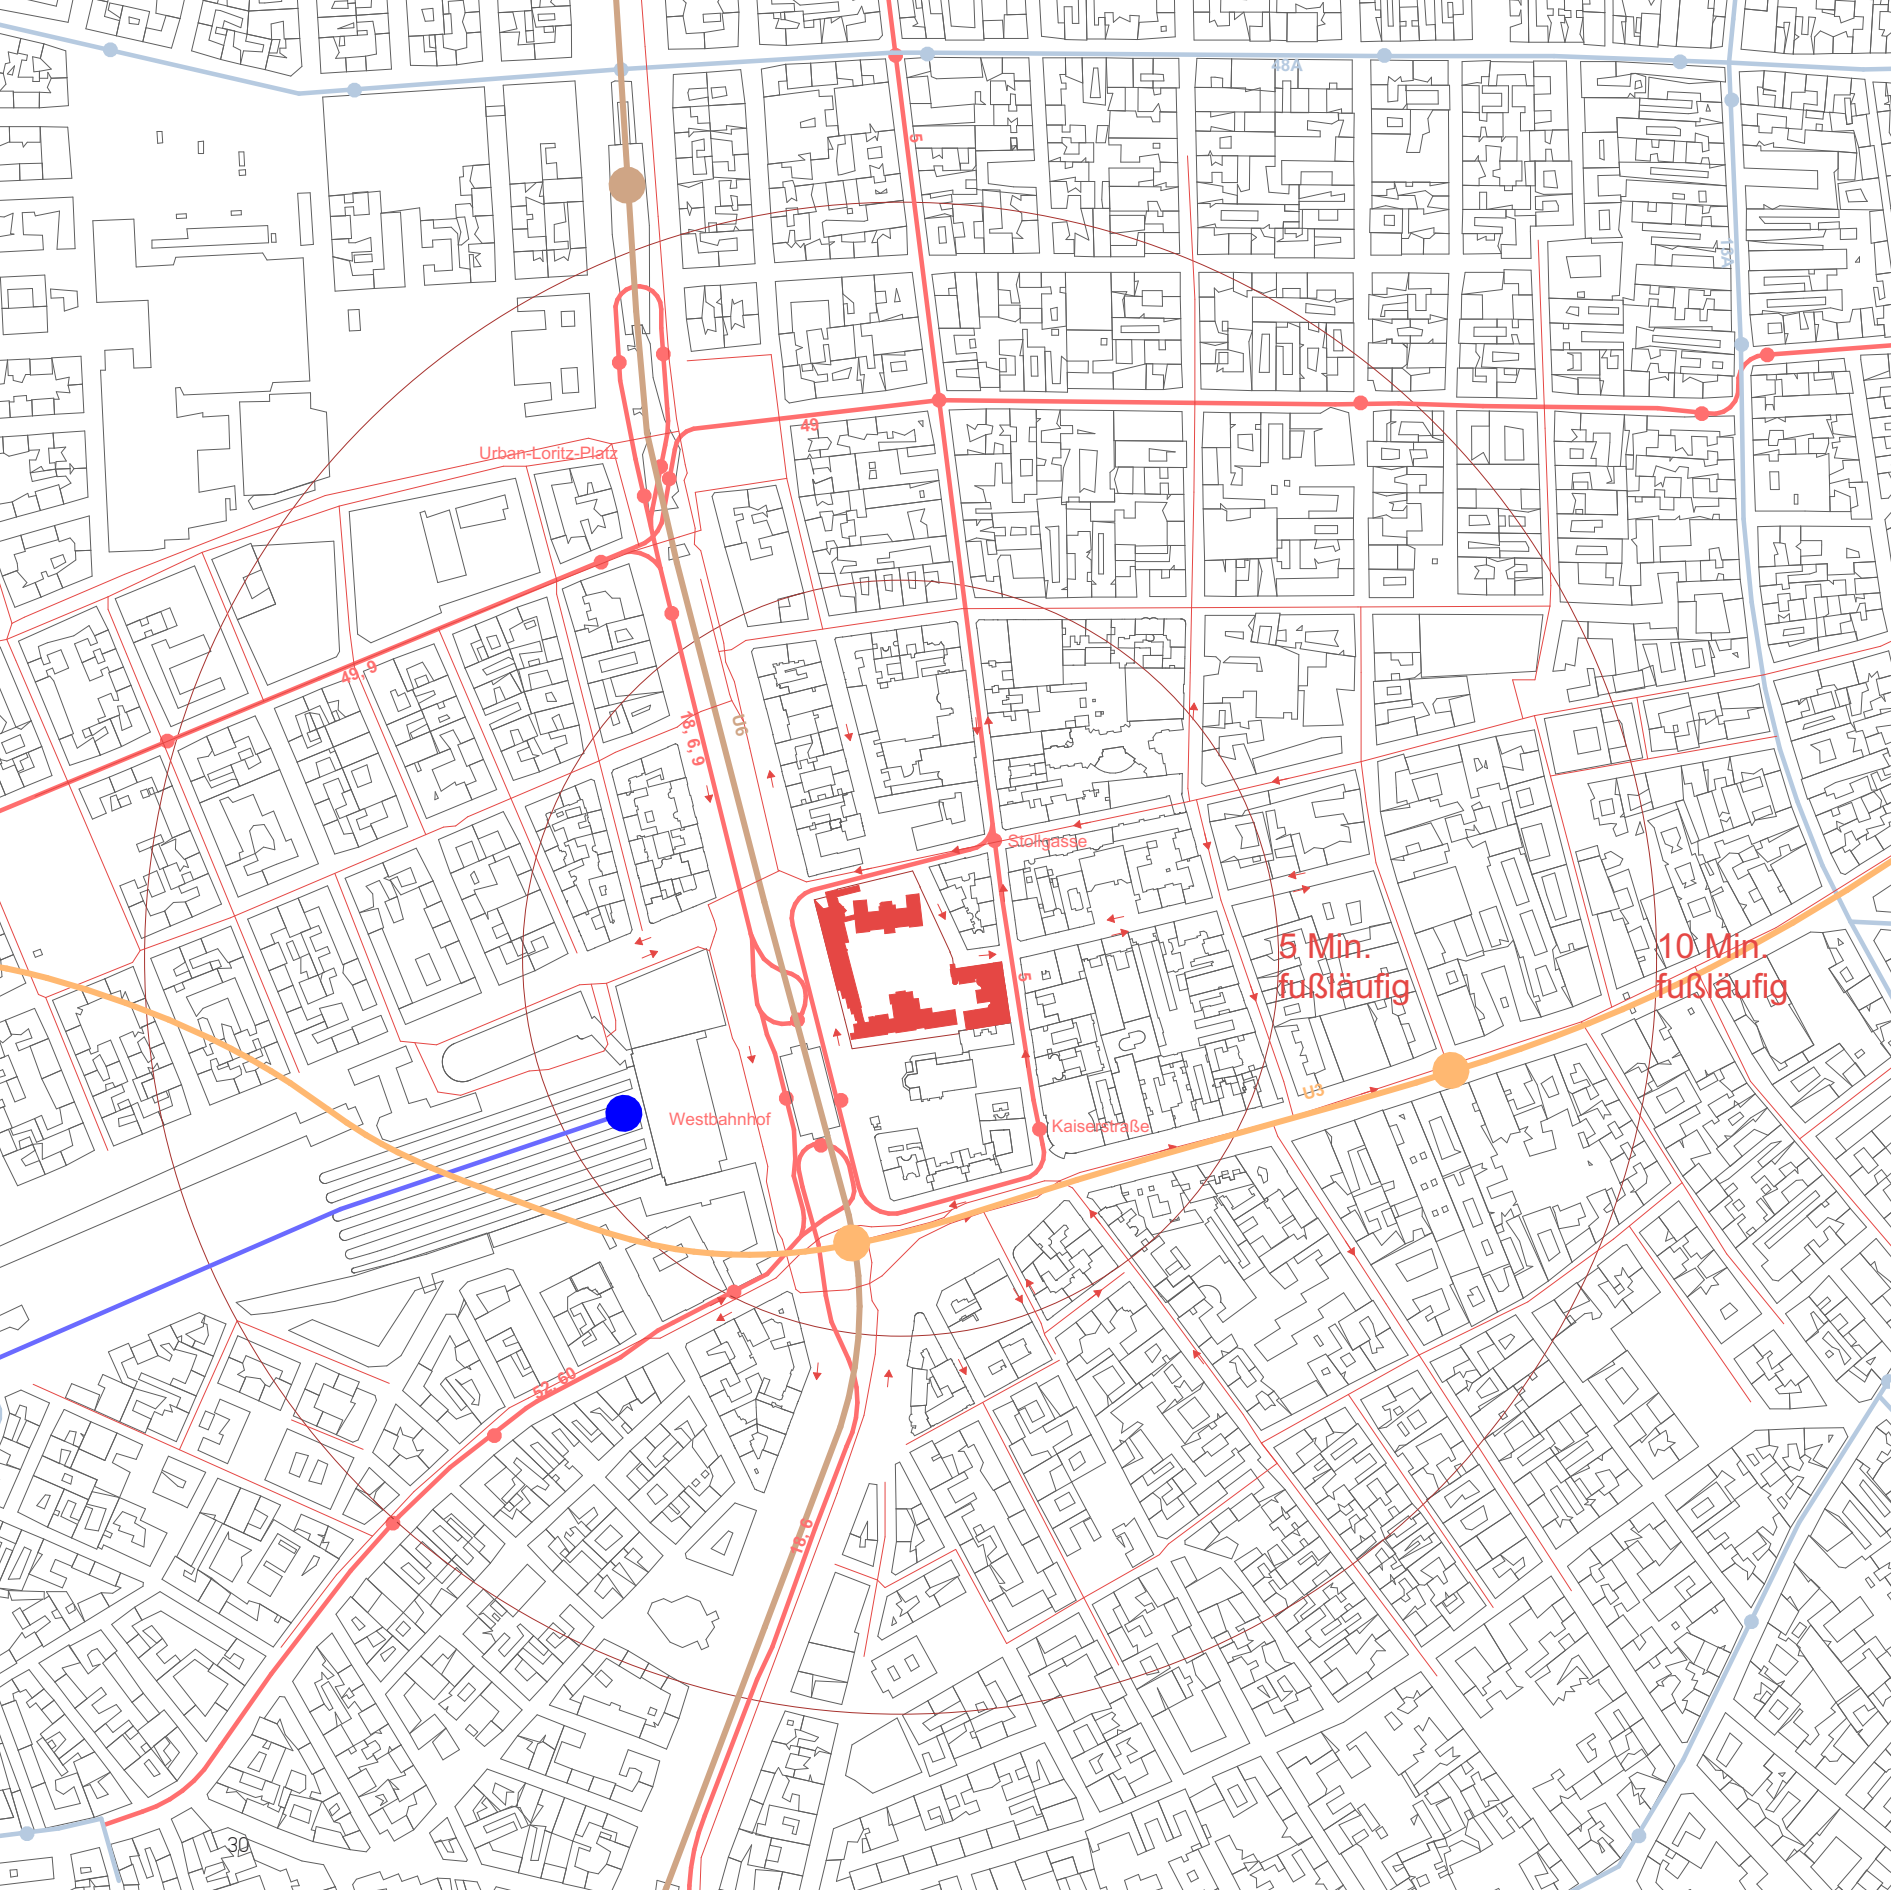 48A
5
13A
49
Urban-Loritz-Platz
49, 9
18, 6, 9
U6
Stollgasse
5 Min.
fußläufig
10 Min.
fußläufig
5
U3
Westbahnhof
Kaiserstraße
52, 60
18, 6
30